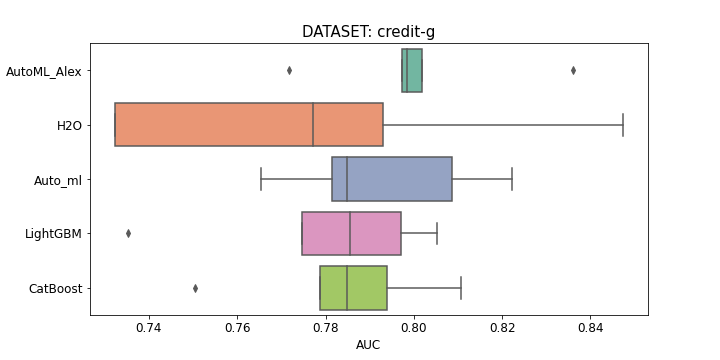 DATASET: credit-g
AutoML_Alex
H2O
Auto_ml
LightGBM
CatBoost
0.74 0.76 0.78 0.80 0.82 0.84
AUC